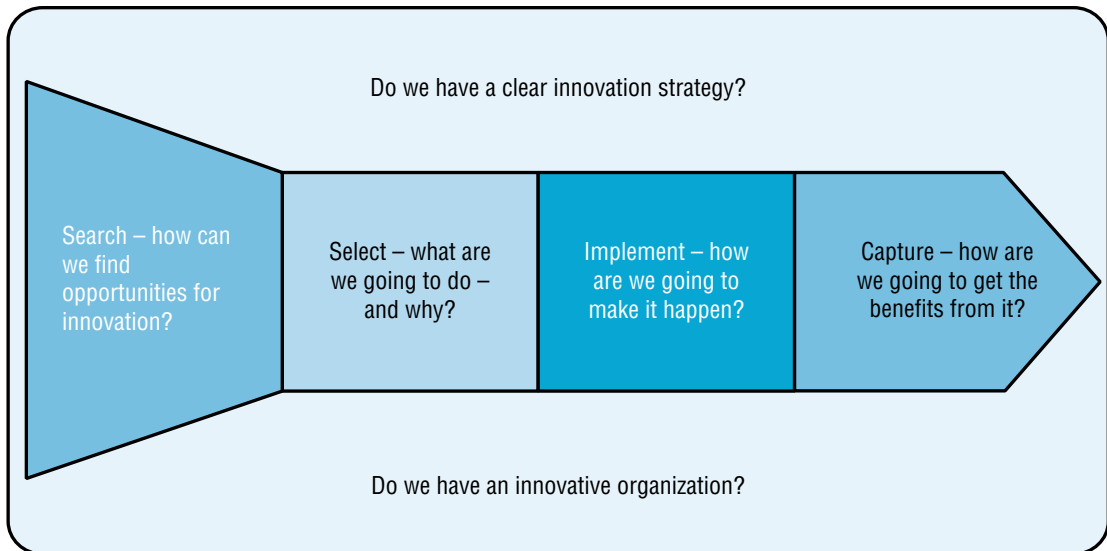 Do we have a clear innovation strategy?
Search – how can
we find
opportunities for
innovation?
Select – what are
we going to do –
and why?
Implement – how
are we going to
make it happen?
Capture – how are
we going to get the
benefits from it?
Do we have an innovative organization?